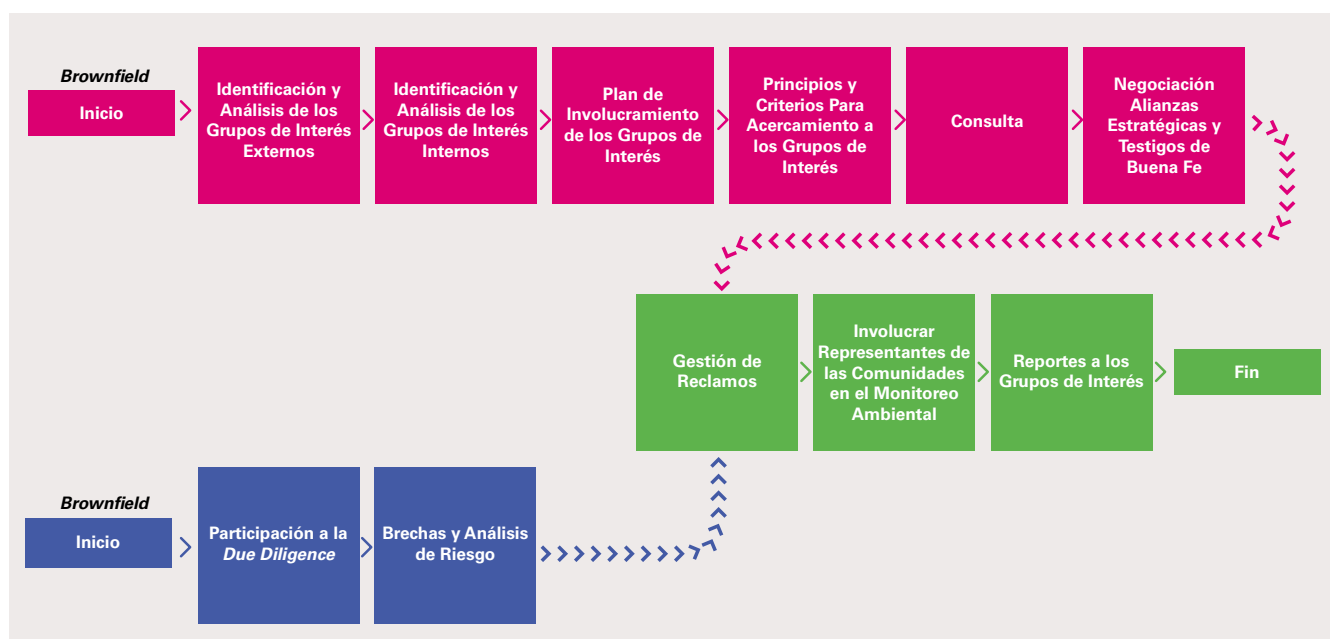 Brownfield
Inicio
Identificación y
Análisis de los
Grupos de Interés
Externos
Identificación y
Análisis de los
Grupos de Interés
Internos
Plan de
Involucramiento
de los Grupos de
Interés
Principios y
Criterios Para
Acercamiento a
los Grupos de
Interés
Consulta
Negociación
Alianzas
Estratégicas y
Testigos de
Buena Fe
Gestión de
Reclamos
Involucrar
Representantes de
las Comunidades
en el Monitoreo
Ambiental
Reportes a los
Grupos de Interés
Fin
Brownfield
Inicio
Participación a la
Due Diligence
Brechas y Análisis
de Riesgo